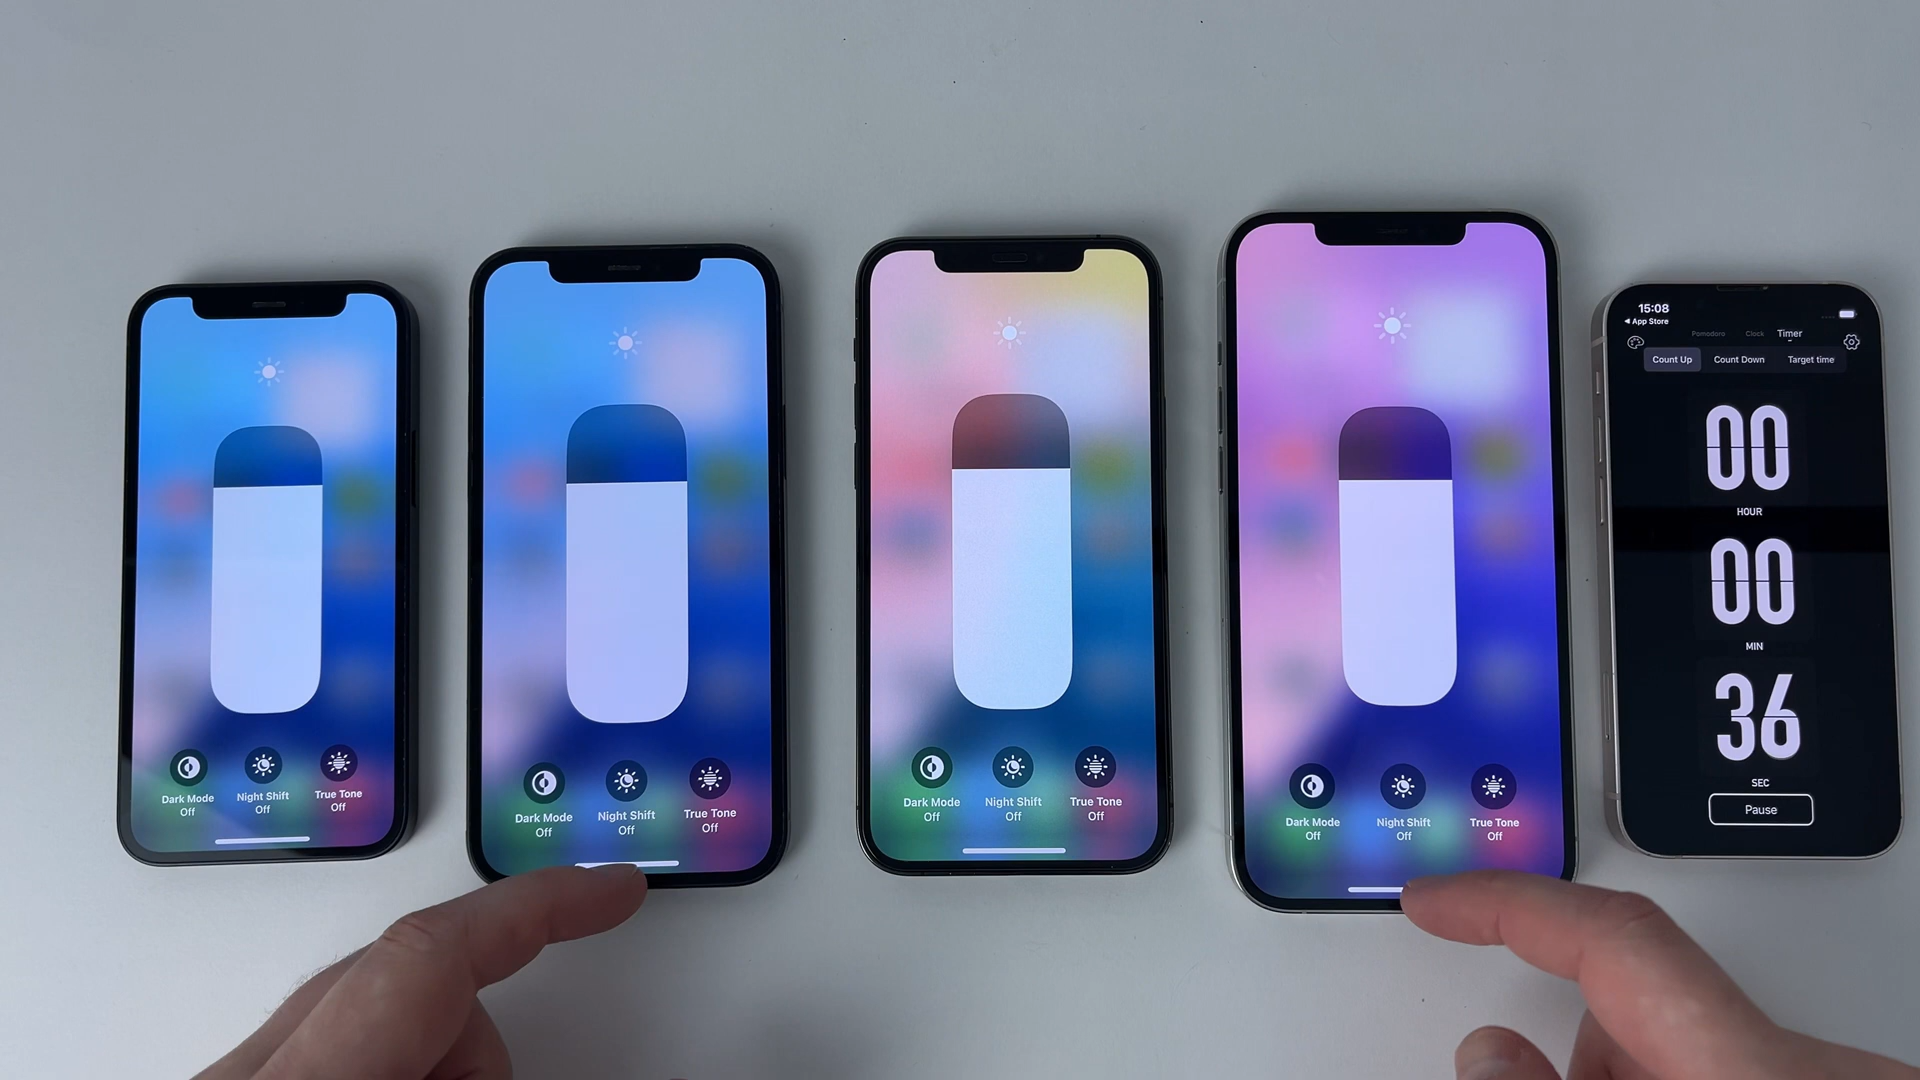 Dark Mode
Off
Night Shift
Off
True Tone
Off
Dark Mode
Off
Night Shift
Off
True Tone
Off
Dark Mode
Off
Night Shift
Off
True Tone
Off
Dark Mode
Off
Night Shift
Off
True Tone
Off
15:08
◀ App Store
Pomodoro Clock Timer
Count Up Count Down Target time
00
HOUR
00
MIN
36
SEC
Pause